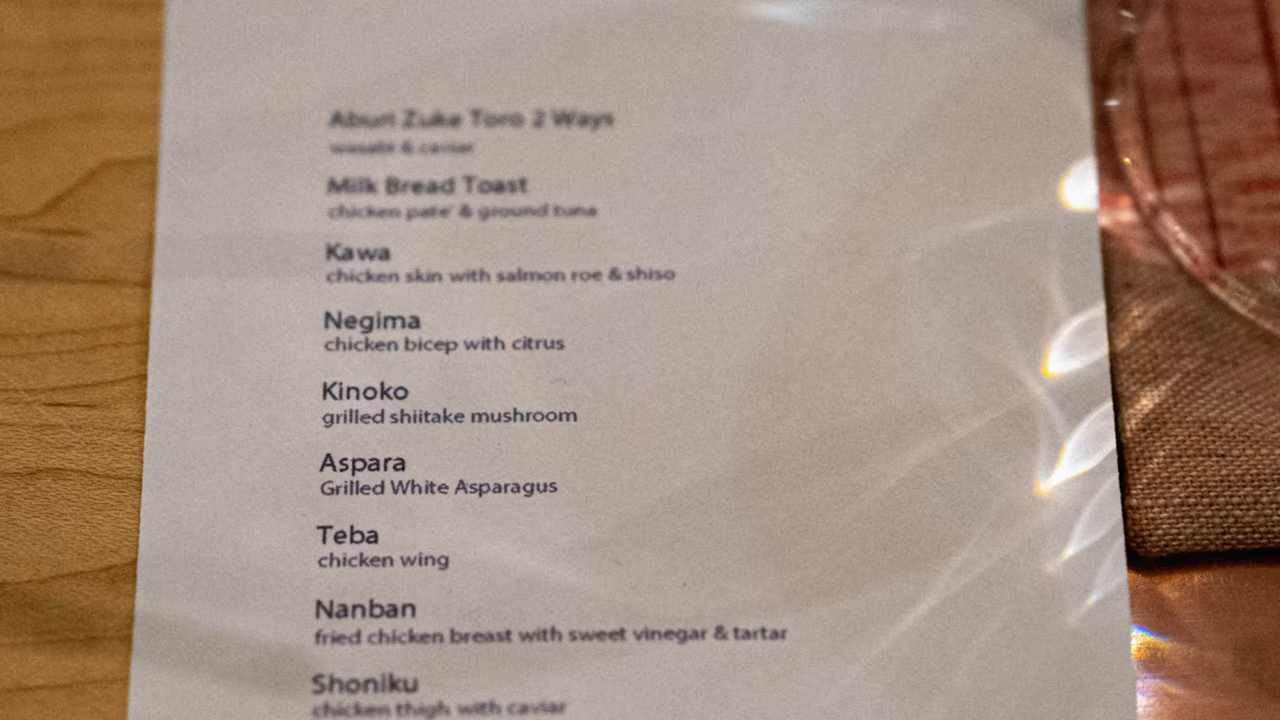 Aburi Zuke Toro 2 Ways
wasabi & caviar
Milk Bread Toast
chicken pate' & ground tuna
Kawa
chicken skin with salmon roe & shiso
Negima
chicken bicep with citrus
Kinoko
grilled shiitake mushroom
Aspara
Grilled White Asparagus
Teba
chicken wing
Nanban
fried chicken breast with sweet vinegar & tartar
Shoniku
chicken thigh with caviar